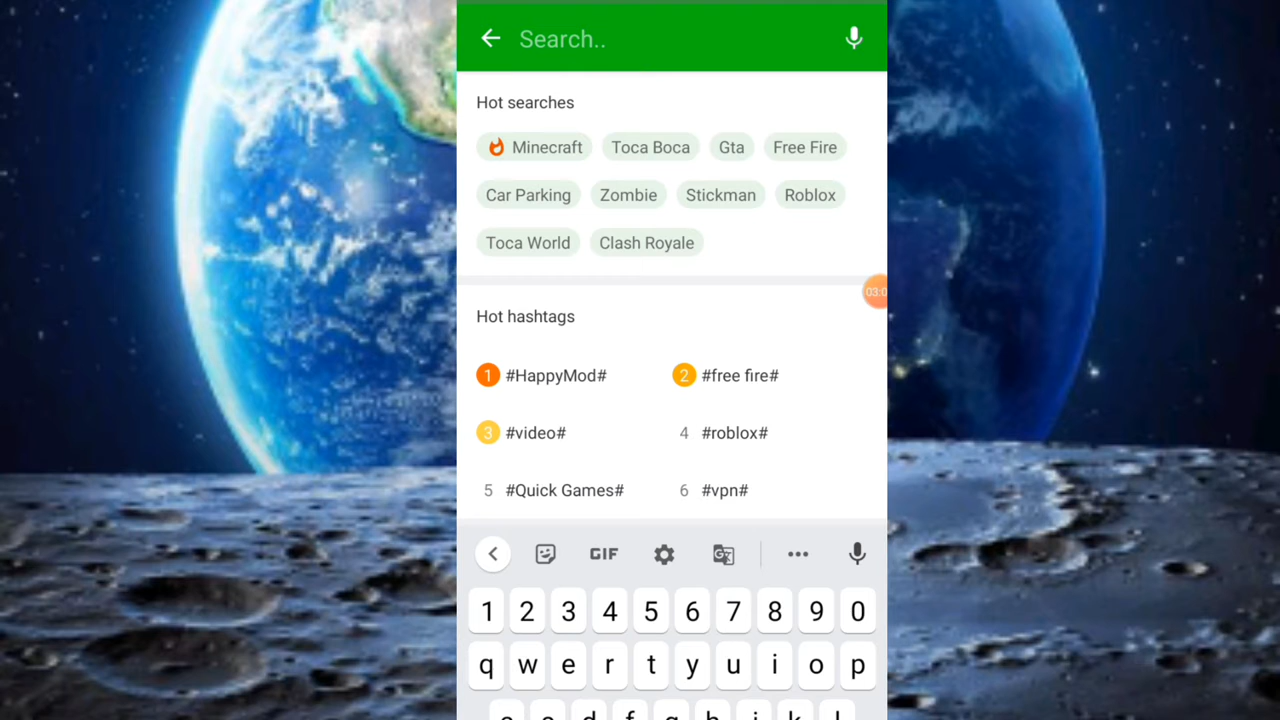 Search..
Hot searches
Minecraft Toca Boca Gta Free Fire
Car Parking Zombie Stickman Roblox
Toca World Clash Royale
03:0
Hot hashtags
1 #HappyMod# 2 #free fire#
3 #video# 4 #roblox#
5 #Quick Games# 6 #vpn#
GIF
1 2 3 4 5 6 7 8 9 0
q w e r t y u i o p